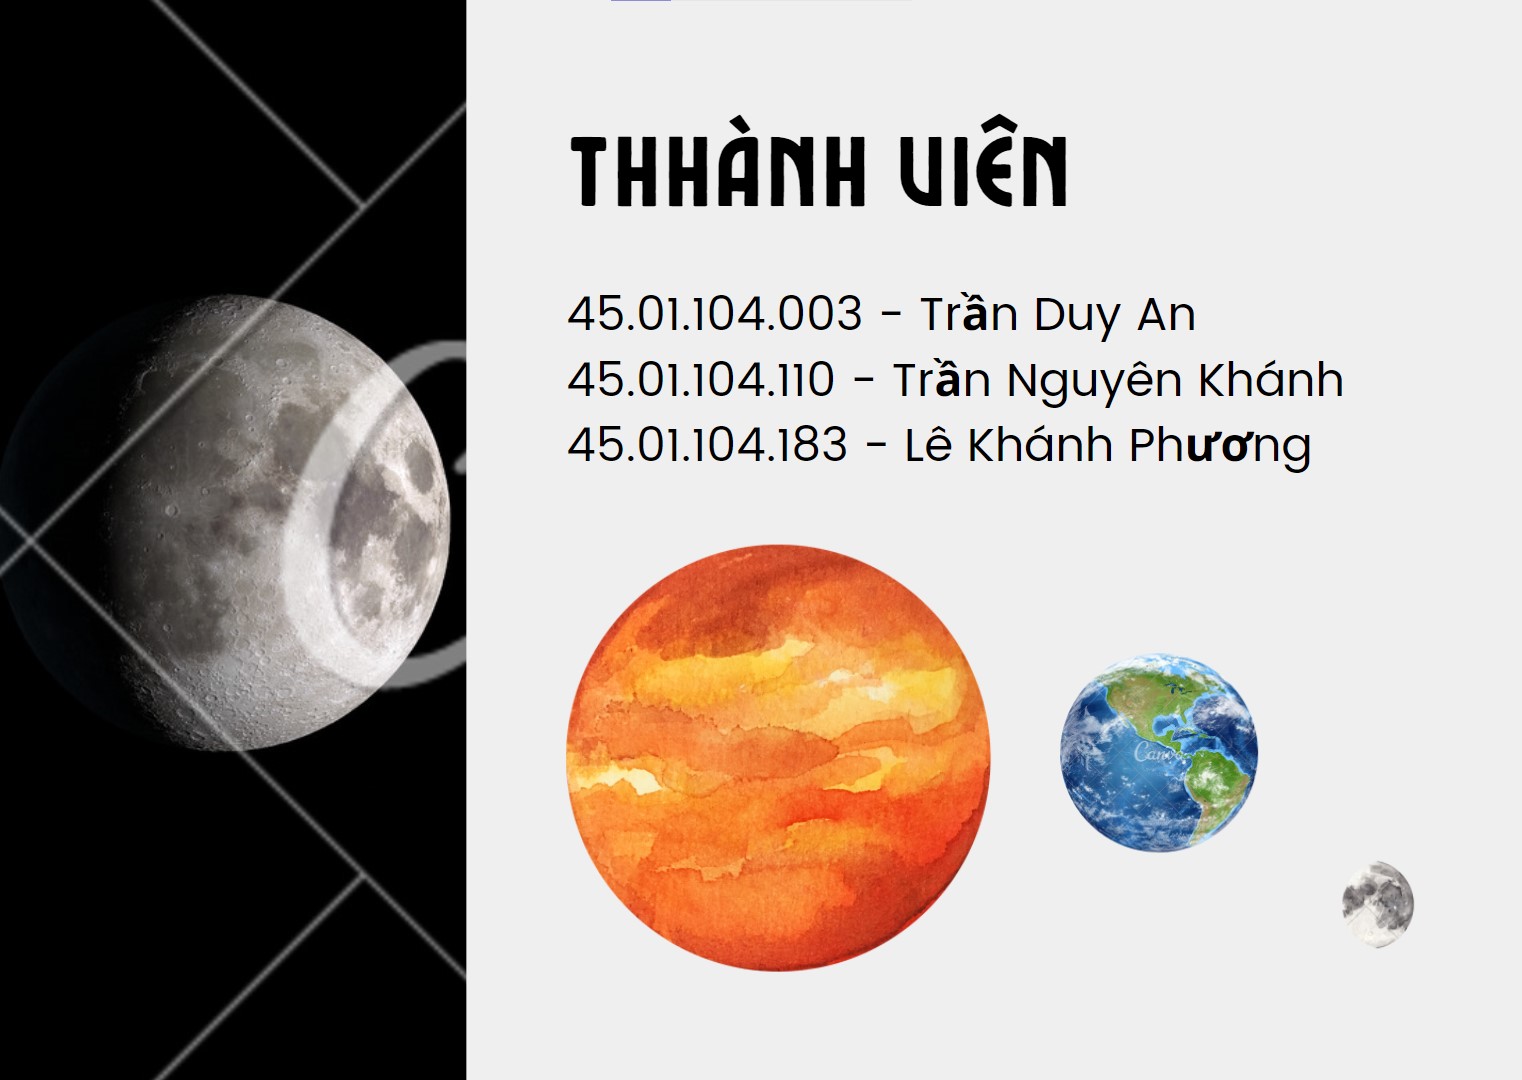 THHÀNH VIÊN
45.01.104.003 - Trần Duy An
45.01.104.110 - Trần Nguyên Khánh
45.01.104.183 - Lê Khánh Phương
Canva